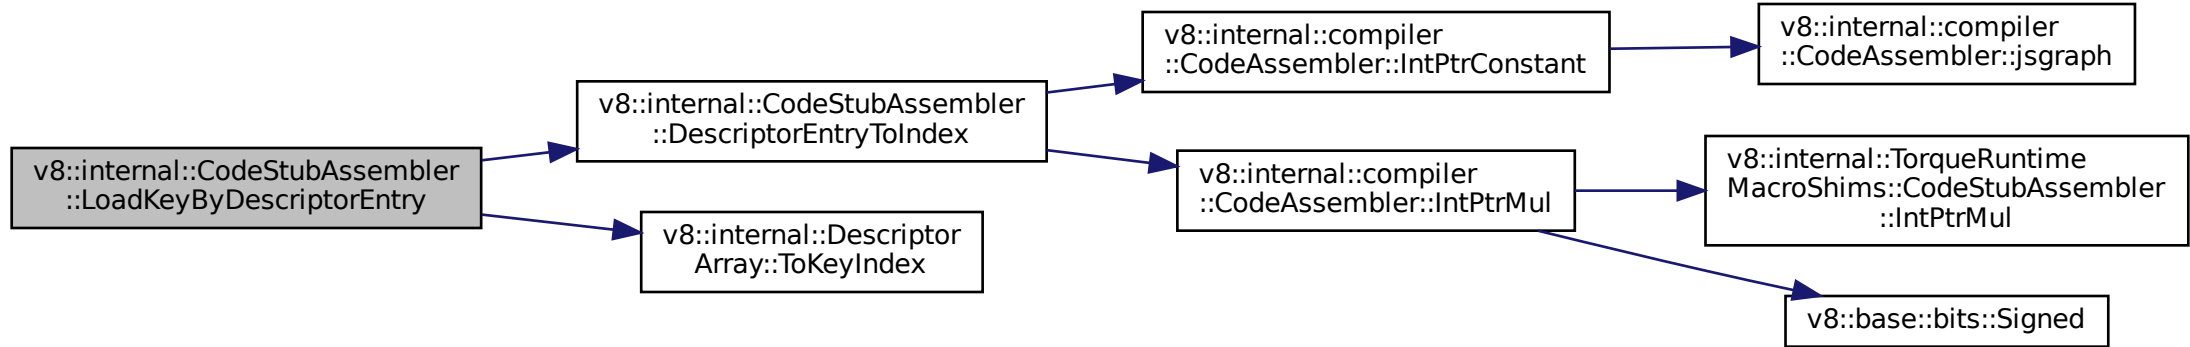 v8::internal::CodeStubAssembler
::LoadKeyByDescriptorEntry
v8::internal::CodeStubAssembler
::DescriptorEntryToIndex
v8::internal::Descriptor
Array::ToKeyIndex
v8::internal::compiler
::CodeAssembler::IntPtrConstant
v8::internal::compiler
::CodeAssembler::IntPtrMul
v8::internal::compiler
::CodeAssembler::jsgraph
v8::internal::TorqueRuntime
MacroShims::CodeStubAssembler
::IntPtrMul
v8::base::bits::Signed